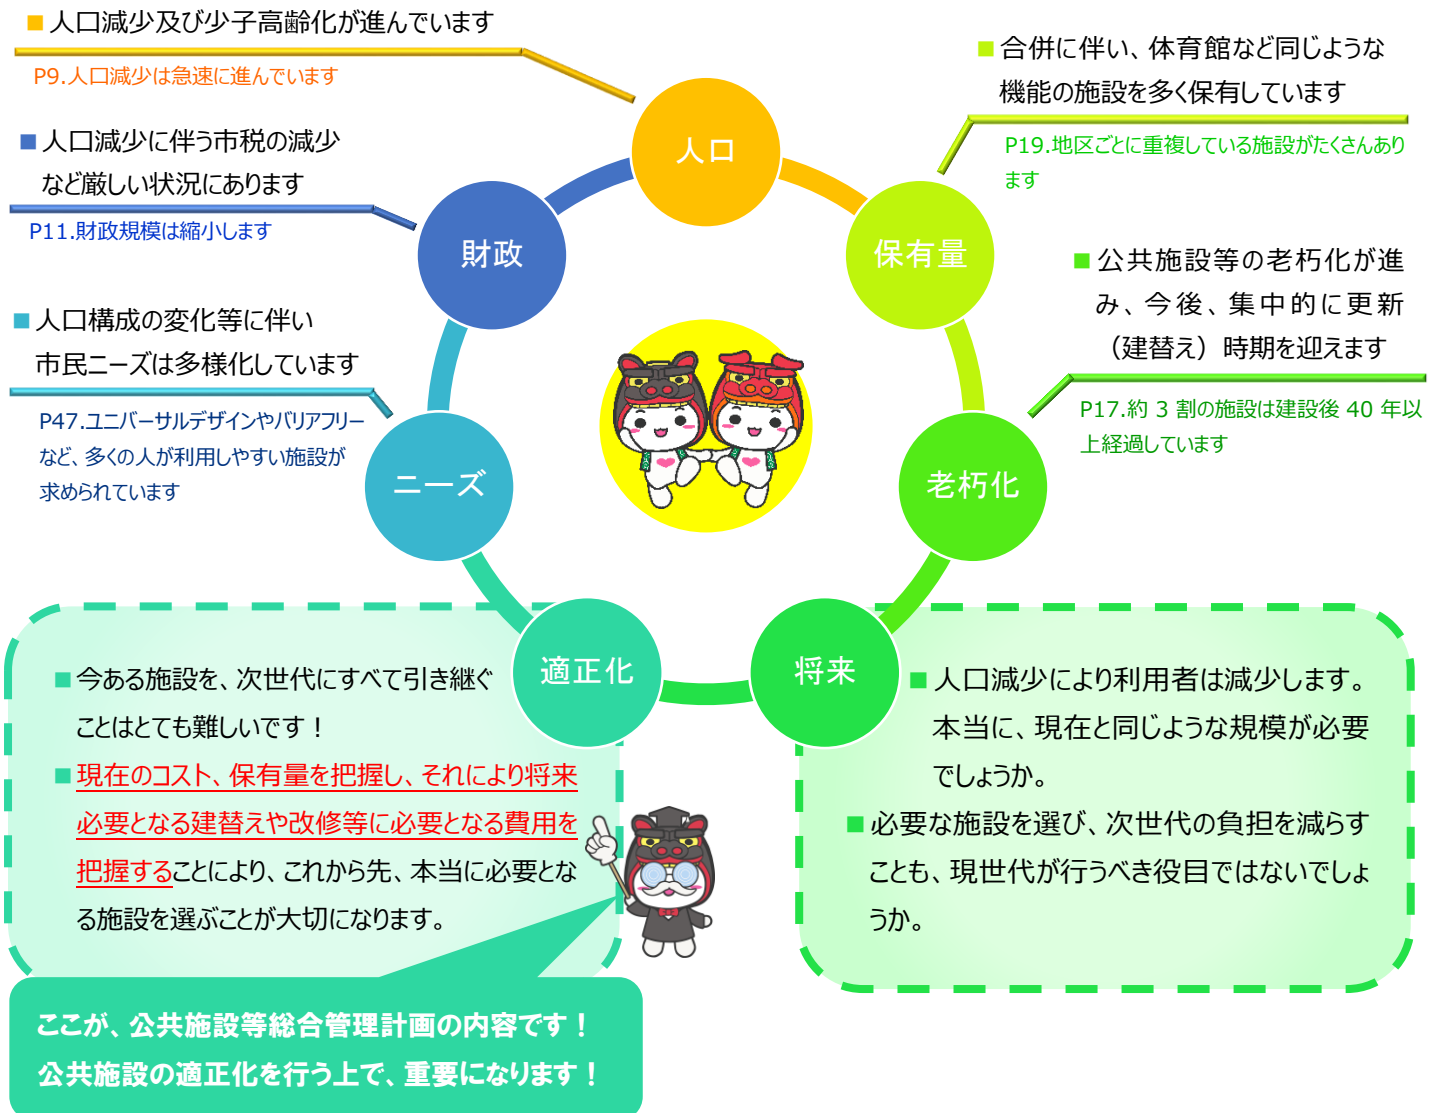 ■人口減少及び少子高齢化が進んでいます
P9.人口減少は急速に進んでいます
■人口減少に伴う市税の減少
など厳しい状況にあります
P11.財政規模は縮小します
■人口構成の変化等に伴い
市民ニーズは多様化しています
P47.ユニバーサルデザインやバリアフリー
など、多くの人が利用しやすい施設が
求められています
■合併に伴い、体育館など同じような
機能の施設を多く保有しています
P19.地区ごとに重複している施設がたくさんあり
ます
■公共施設等の老朽化が進
み、今後、集中的に更新
（建替え）時期を迎えます
P17.約 3 割の施設は建設後 40 年以
上経過しています
人口
保有量
老朽化
将来
適正化
ニーズ
財政
■今ある施設を、次世代にすべて引き継ぐ
ことはとても難しいです！
■現在のコスト、保有量を把握し、それにより将来
必要となる建替えや改修等に必要となる費用を
把握することにより、これから先、本当に必要とな
る施設を選ぶことが大切になります。
■人口減少により利用者は減少します。
本当に、現在と同じような規模が必要
でしょうか。
■必要な施設を選び、次世代の負担を減らす
ことも、現世代が行うべき役目ではないでしょ
うか。
ここが、公共施設等総合管理計画の内容です！
公共施設の適正化を行う上で、重要になります！